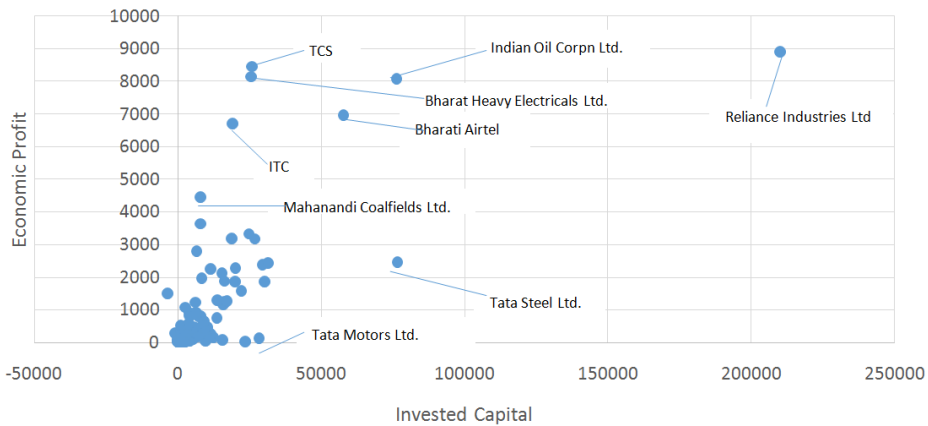 10000
9000
8000
7000
6000
5000
4000
3000
2000
1000
0
Economic Profit
TCS
Indian Oil Corpn Ltd.
Bharat Heavy Electricals Ltd.
Reliance Industries Ltd
Bharati Airtel
ITC
Mahanandi Coalfields Ltd.
Tata Steel Ltd.
Tata Motors Ltd.
-50000 0 50000 100000 150000 200000 250000
Invested Capital